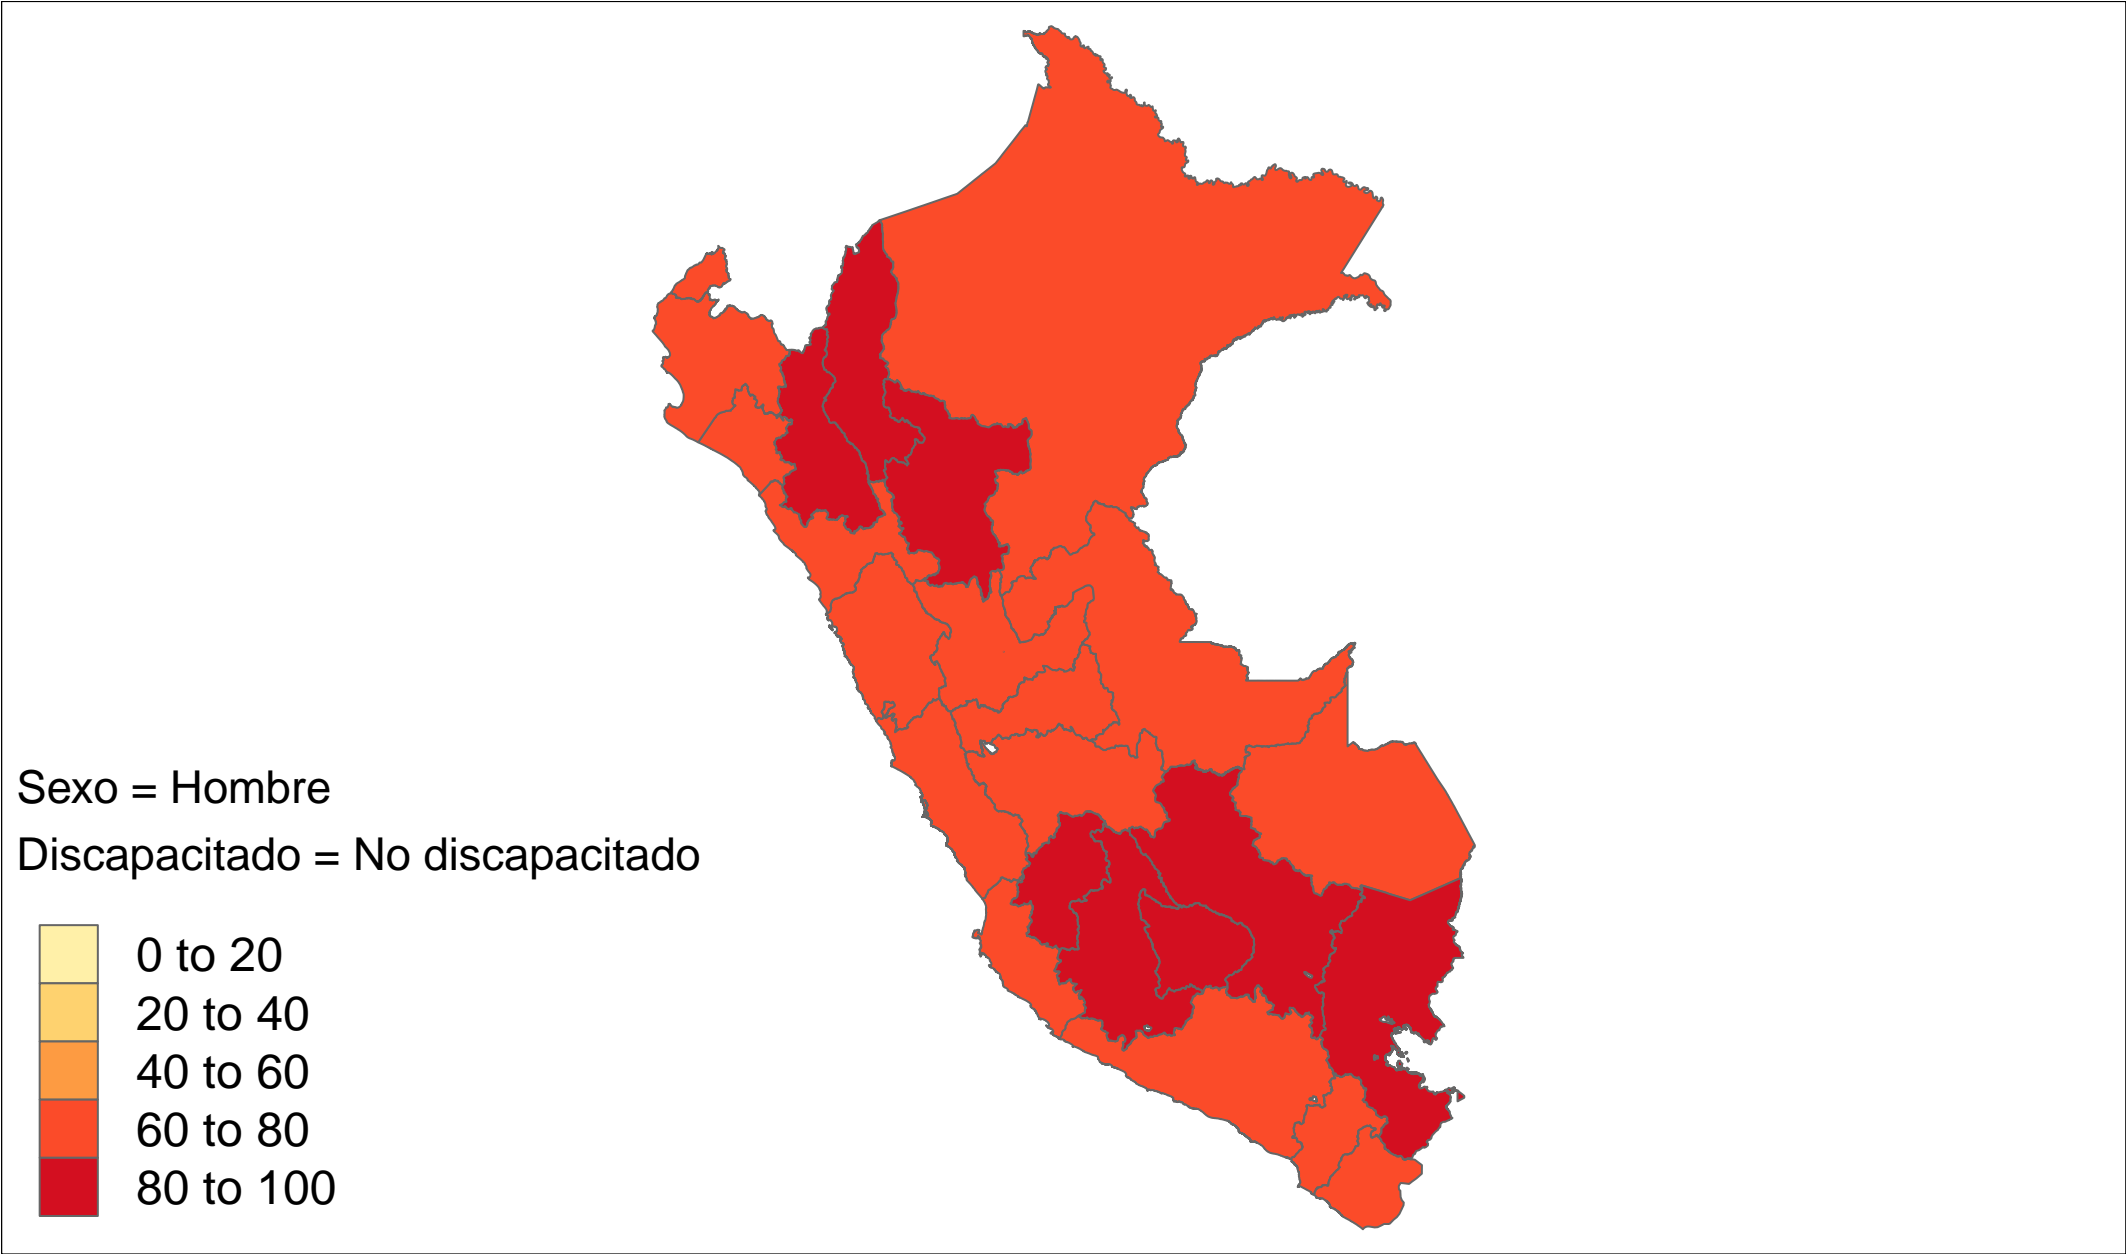 Sexo = Hombre
Discapacitado = No discapacitado
0 to 20
20 to 40
40 to 60
60 to 80
80 to 100